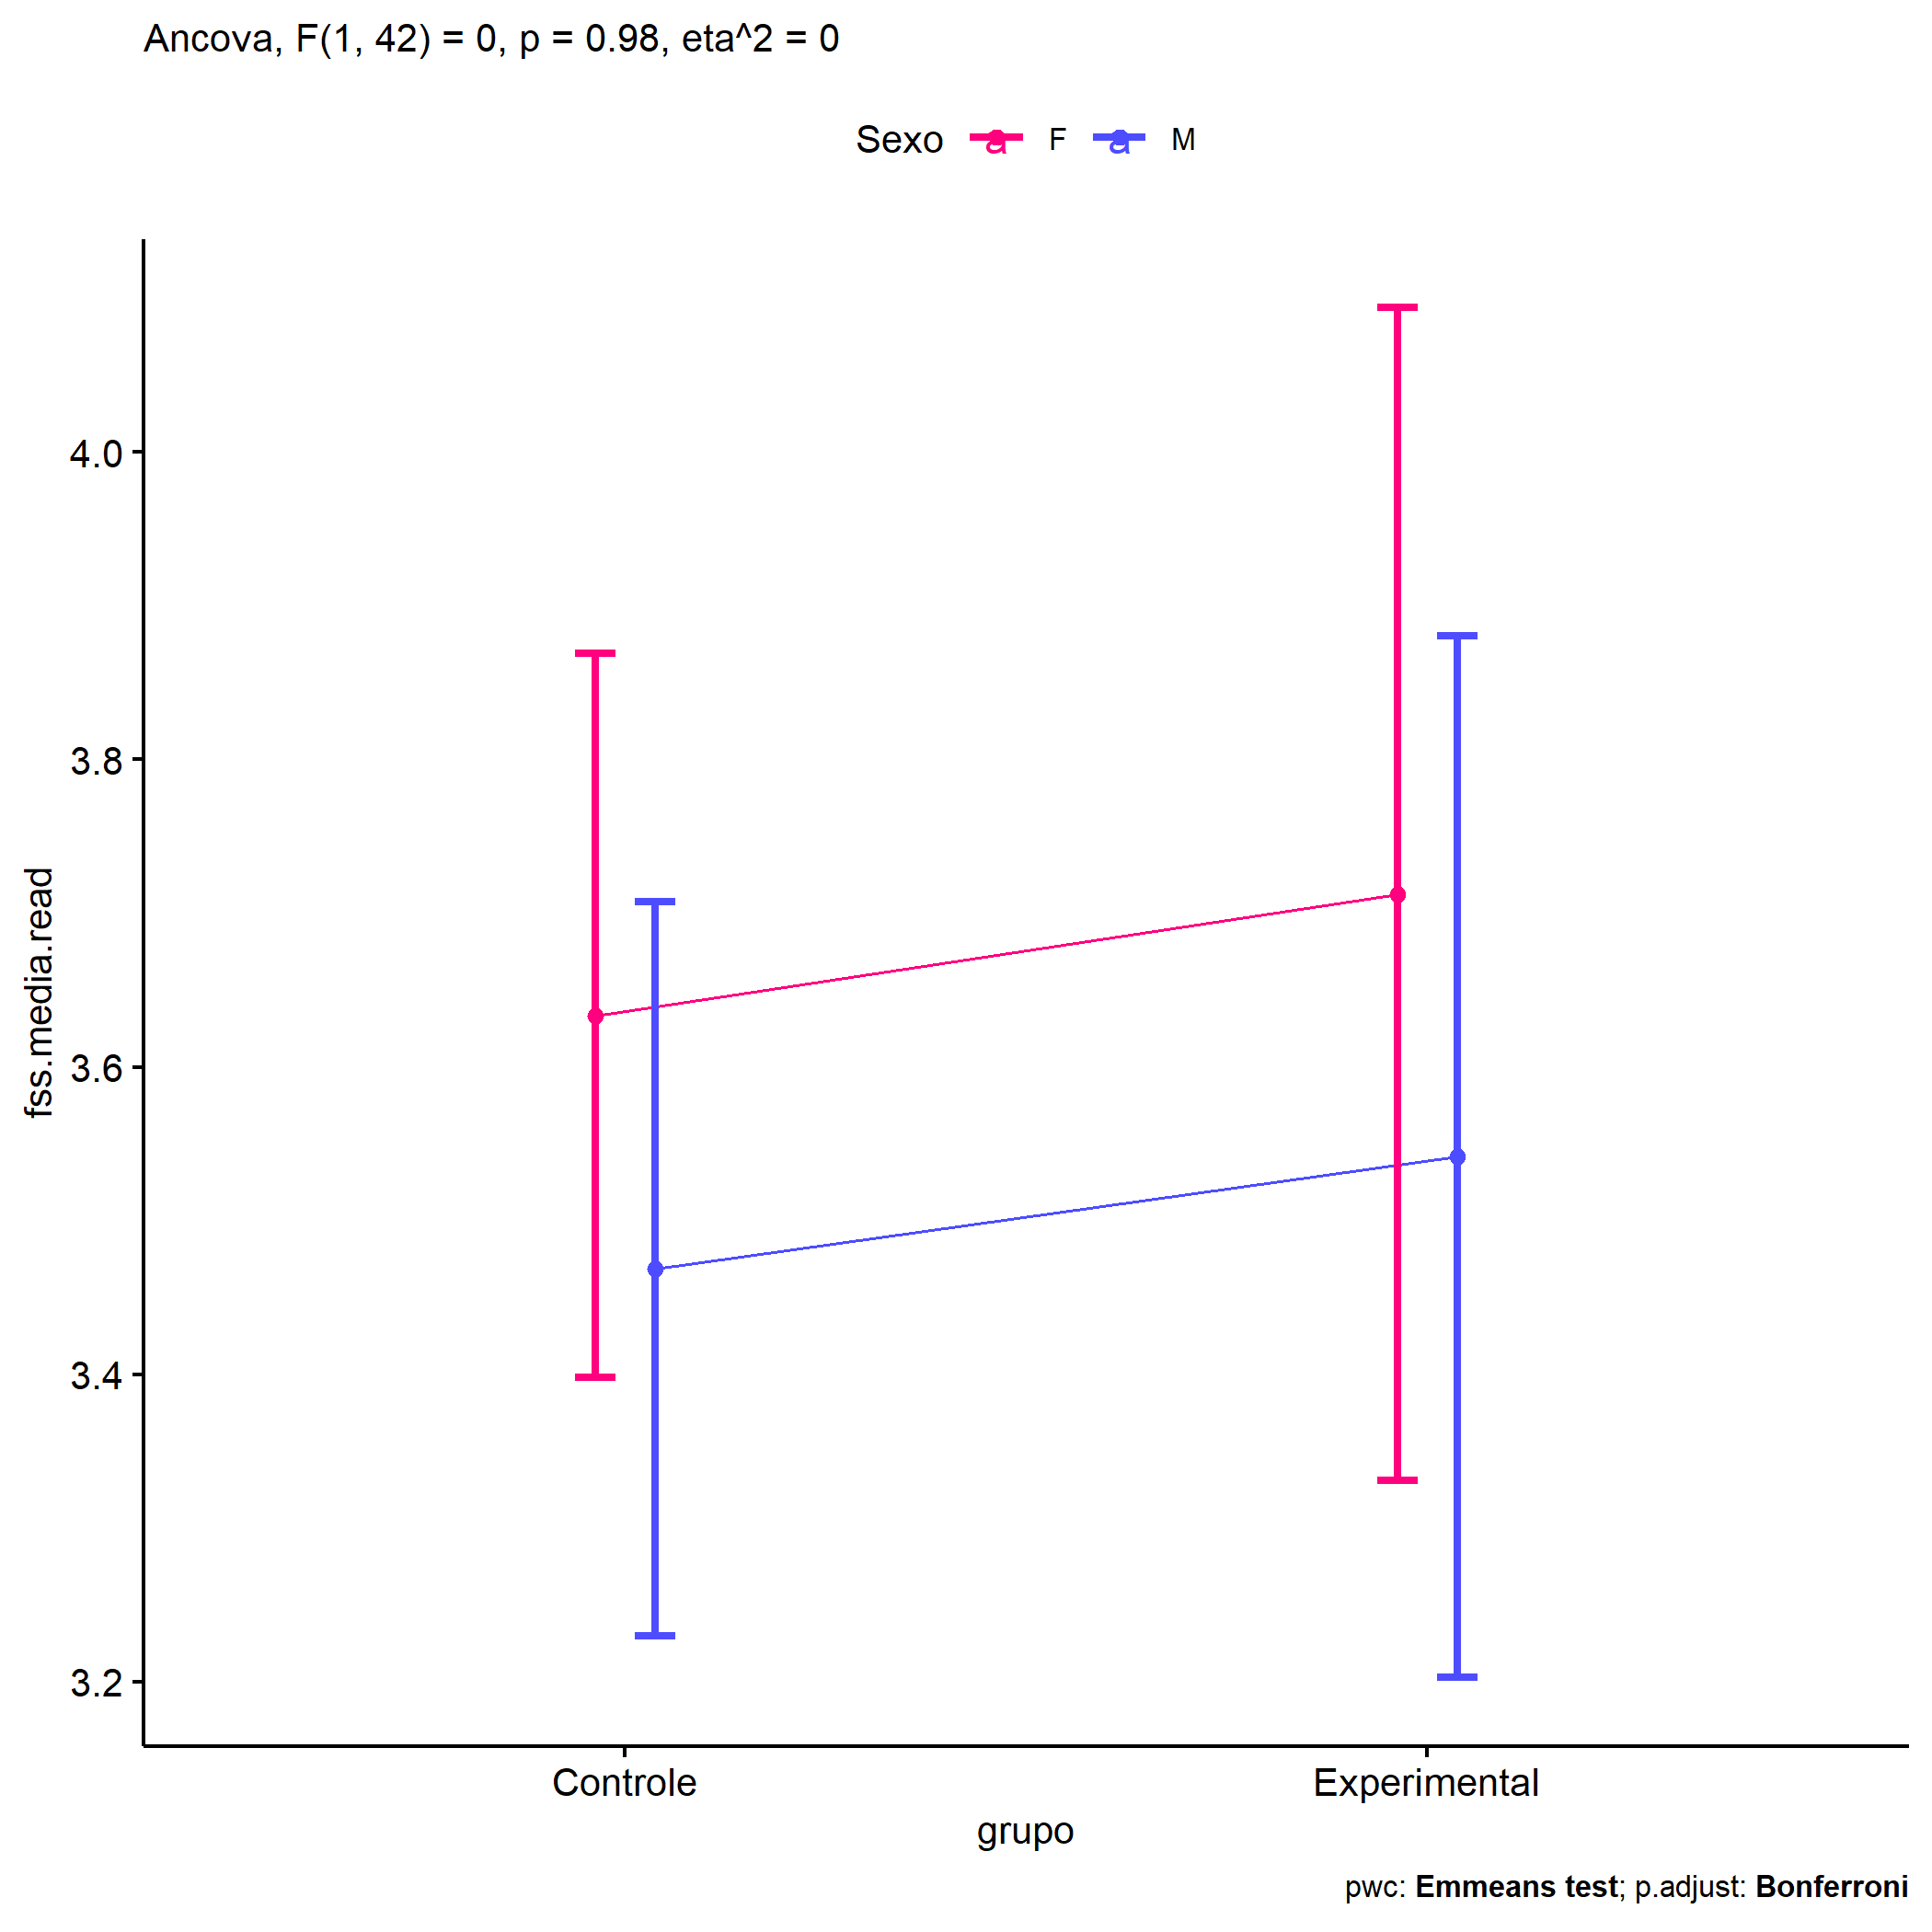 Ancova, F(1, 42) = 0, p = 0.98, eta^2 = 0
Sexo a F a M
4.0
3.8
3.6
3.4
3.2
fss.media.read
Controle Experimental
grupo
pwc: Emmeans test; p.adjust: Bonferroni